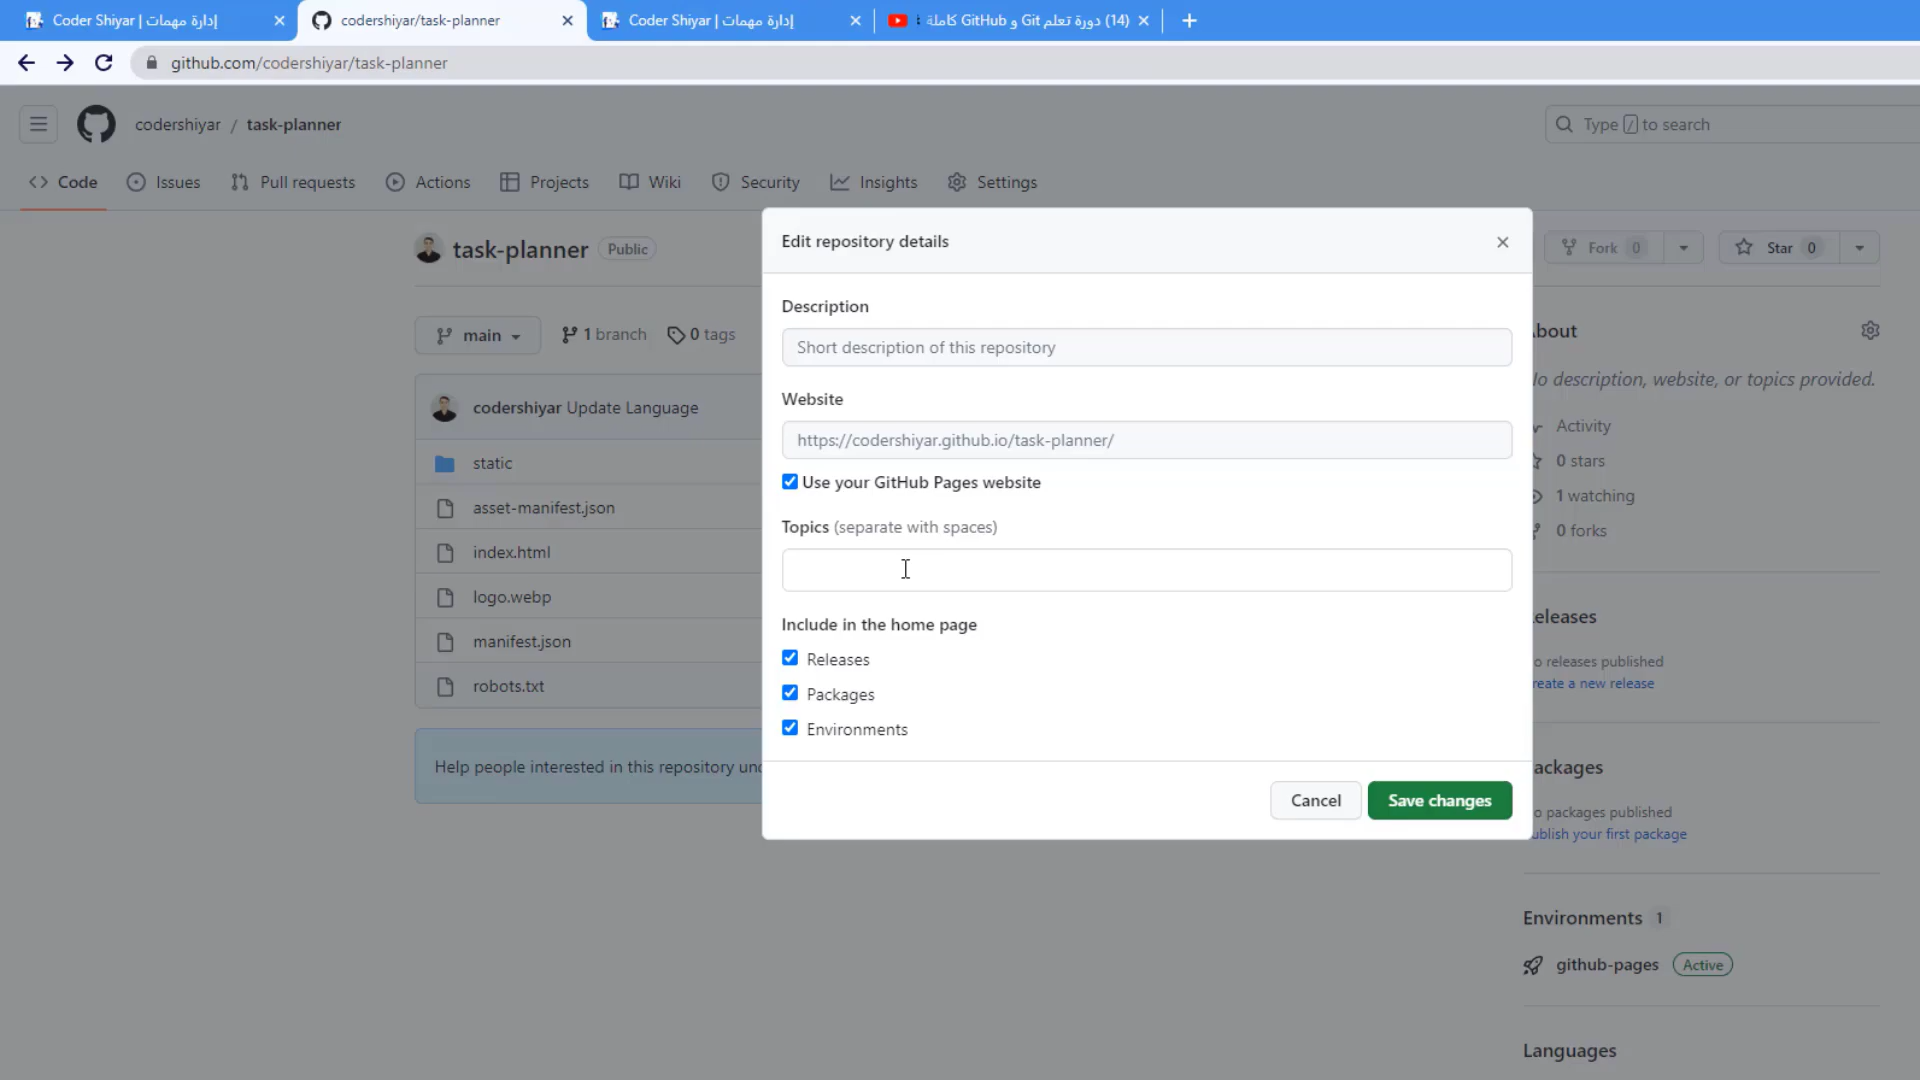 Coder Shiyar | إدارة مهمات
codershiyar/task-planner
Coder Shiyar | إدارة مهمات
(14) دورة تعلم Git و GitHub كاملة
github.com/codershiyar/task-planner
codershiyar / task-planner
Type / to search
Code
Issues
Pull requests
Actions
Projects
Wiki
Security
Insights
Settings
task-planner
Public
Fork 0
Star 0
main
1 branch
0 tags
codershiyar Update Language
static
asset-manifest.json
index.html
logo.webp
manifest.json
robots.txt
Help people interested in this repository
Edit repository details
Description
Short description of this repository
Website
https://codershiyar.github.io/task-planner/
Use your GitHub Pages website
Topics (separate with spaces)
Include in the home page
Releases
Packages
Environments
Cancel
Save changes
bout
o description, website, or topics provided.
Activity
0 stars
1 watching
0 forks
eleases
o releases published
reate a new release
ackages
o packages published
ublish your first package
Environments 1
github-pages
Active
Languages